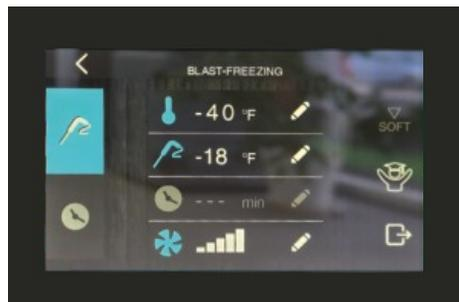 BLAST-FREEZING
-40 °F
SOFT
-18 °F
--- min